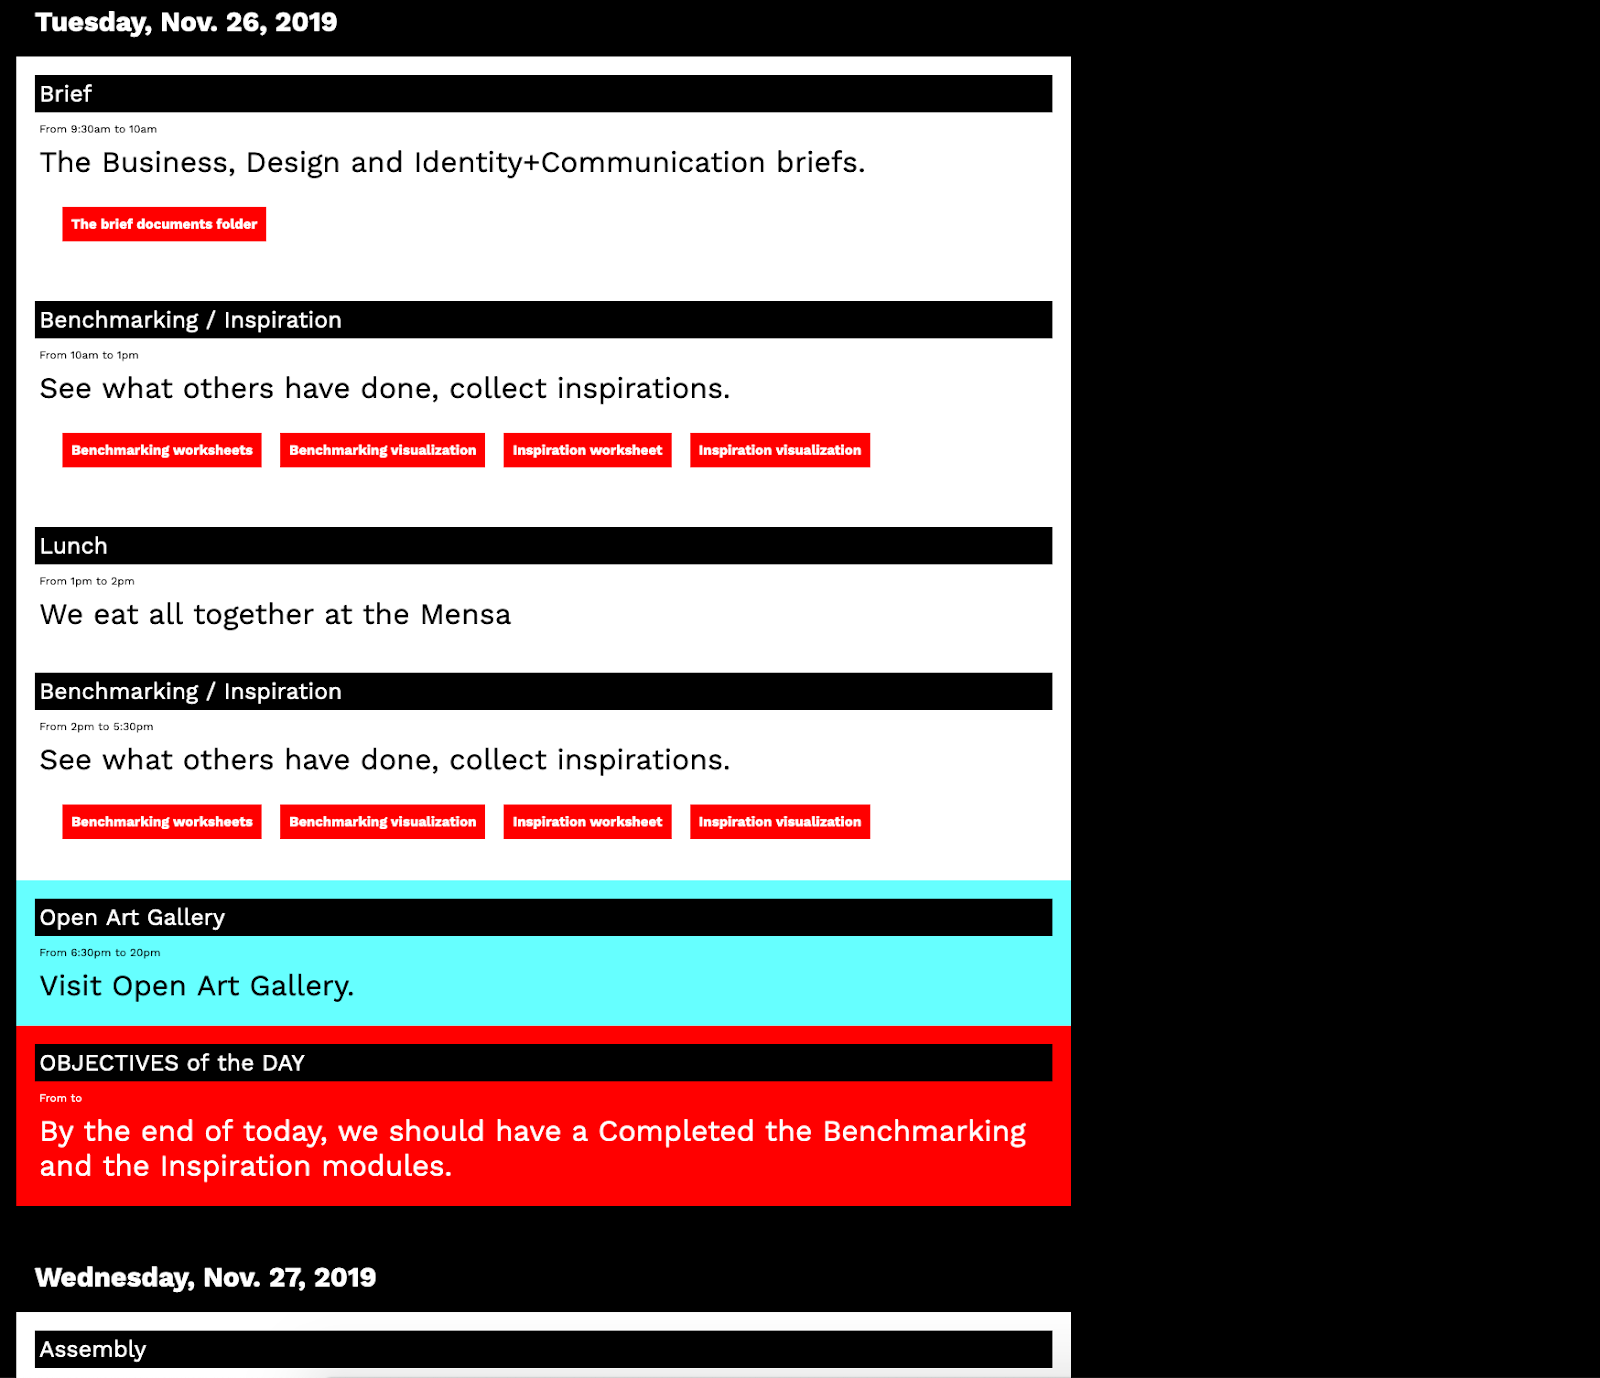 Tuesday, Nov. 26, 2019
Brief
From 9:30am to 10am
The Business, Design and Identity+Communication briefs.
The brief documents folder
Benchmarking / Inspiration
From 10am to 1pm
See what others have done, collect inspirations.
Benchmarking worksheets Benchmarking visualization Inspiration worksheet Inspiration visualization
Lunch
From 1pm to 2pm
We eat all together at the Mensa
Benchmarking / Inspiration
From 2pm to 5:30pm
See what others have done, collect inspirations.
Benchmarking worksheets Benchmarking visualization Inspiration worksheet Inspiration visualization
Open Art Gallery
From 6:30pm to 20pm
Visit Open Art Gallery.
OBJECTIVES of the DAY
From to
By the end of today, we should have a Completed the Benchmarking
and the Inspiration modules.
Wednesday, Nov. 27, 2019
Assembly